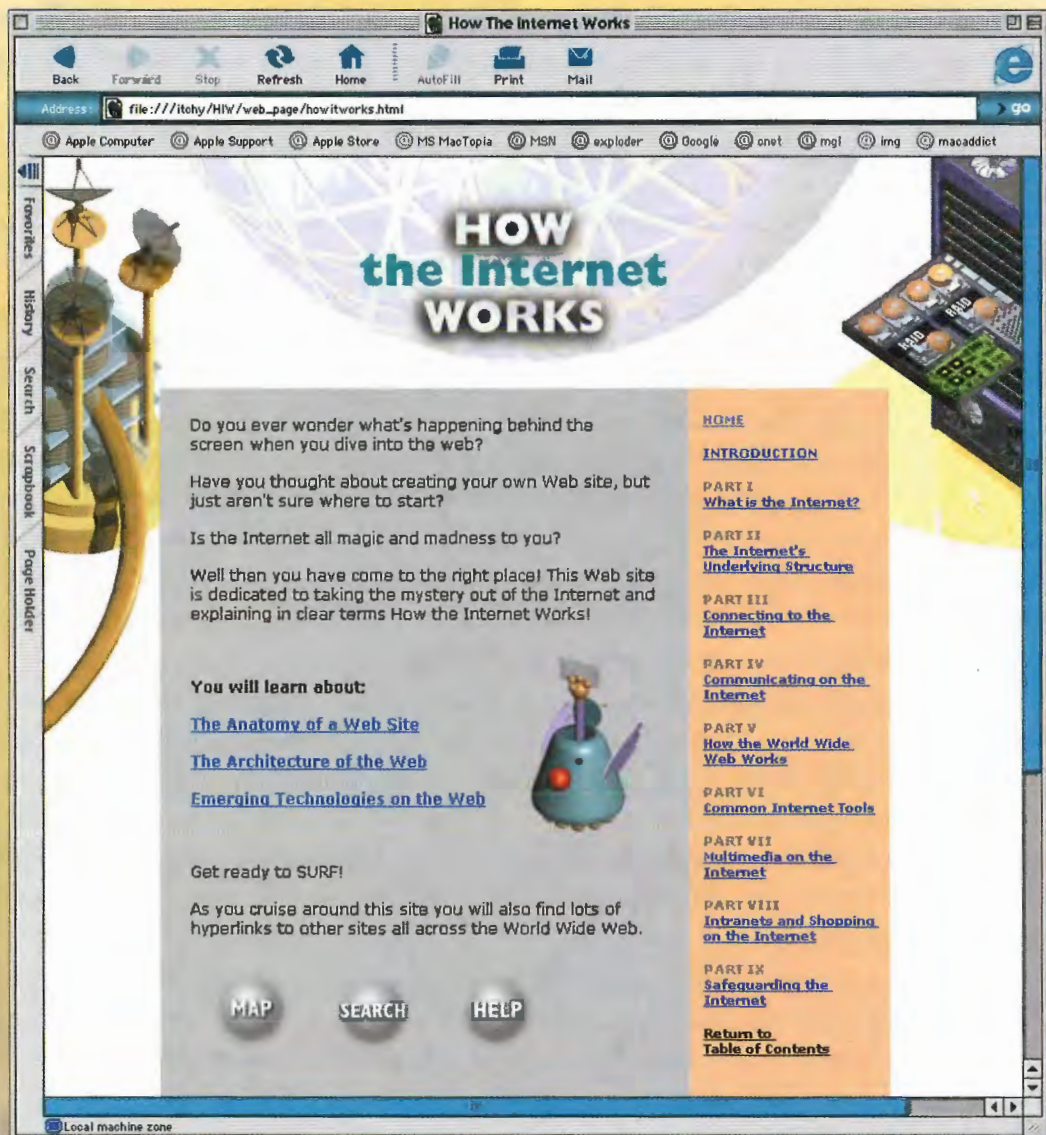 How The Internet Works
Back Forward Stop Refresh Home AutoFill Print Mail
Address: file:///itchy/HIW/web_page/howitworks.html go
Apple Computer Apple Support Apple Store MS MacTopia MSN exploder Google onet mgl img macaddict
Favorites
History
Search
Scrapbook
Page Holder
HOW
the Internet
WORKS
RAID
RAID
Do you ever wonder what's happening behind the
screen when you dive into the web?
Have you thought about creating your own Web site, but
just aren't sure where to start?
Is the Internet all magic and madness to you?
Well then you have come to the right place! This Web site
is dedicated to taking the mystery out of the Internet and
explaining in clear terms How the Internet Works!
You will learn about:
The Anatomy of a Web Site
The Architecture of the Web
Emerging Technologies on the Web
Get ready to SURF!
As you cruise around this site you will also find lots of
hyperlinks to other sites all across the World Wide Web.
MAP SEARCH HELP
HOME
INTRODUCTION
PART I
What is the Internet?
PART II
The Internet's
Underlying Structure
PART III
Connecting to the
Internet
PART IV
Communicating on the
Internet
PART V
How the World Wide
Web Works
PART VI
Common Internet Tools
PART VII
Multimedia on the
Internet
PART VIII
Intranets and Shopping
on the Internet
PART IX
Safeguarding the
Internet
Return to
Table of Contents
Local machine zone